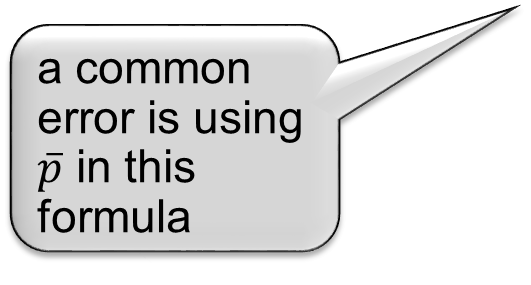 a common
error is using
p̄ in this
formula